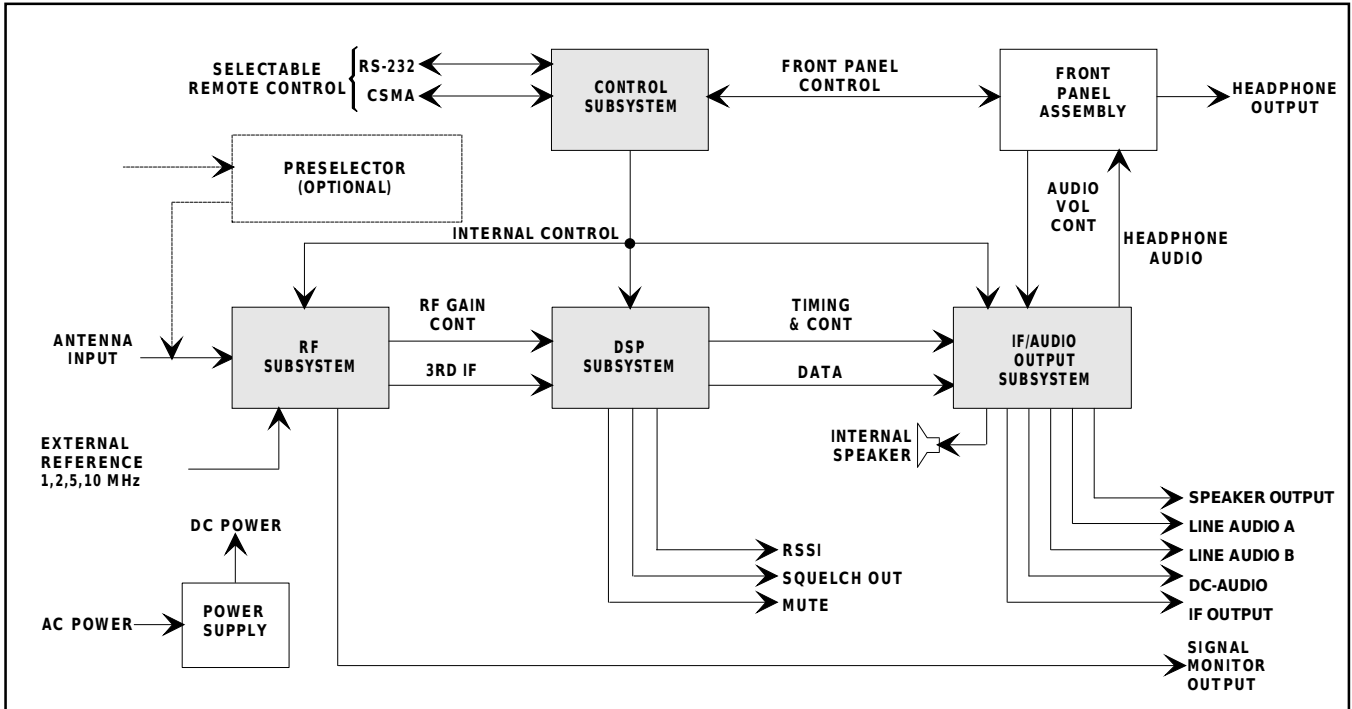 SELECTABLE
REMOTE CONTROL
RS-232
CSMA
CONTROL
SUBSYSTEM
FRONT PANEL
CONTROL
FRONT
PANEL
ASSEMBLY
HEADPHONE
OUTPUT
PRESELECTOR
(OPTIONAL)
AUDIO
VOL
CONT
HEADPHONE
AUDIO
INTERNAL CONTROL
ANTENNA
INPUT
RF
SUBSYSTEM
RF GAIN
CONT
3RD IF
DSP
SUBSYSTEM
TIMING
& CONT
DATA
IF/AUDIO
OUTPUT
SUBSYSTEM
EXTERNAL
REFERENCE
1,2,5,10 MHz
INTERNAL
SPEAKER
SPEAKER OUTPUT
LINE AUDIO A
LINE AUDIO B
DC-AUDIO
IF OUTPUT
RSSI
SQUELCH OUT
MUTE
DC POWER
AC POWER
POWER
SUPPLY
SIGNAL
MONITOR
OUTPUT